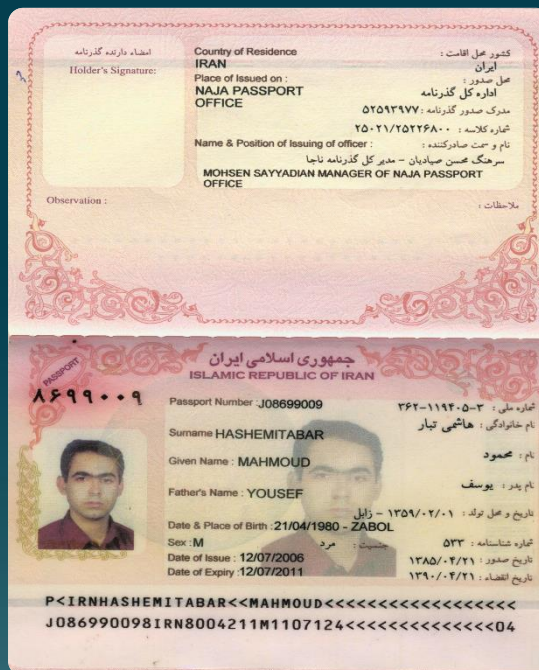 امضاء دارنده گذرنامه
Holder's Signature:
Country of Residence
کشور محل اقامت :
IRAN
ایران
Place of Issued on :
محل صدور :
NAJA PASSPORT
OFFICE
اداره کل گذرنامه
مدرک صدور گذرنامه : ۵۲۵۹۳۹۷۷
شماره کلاسه : ۲۵۰۲۱/۲۵۲۲۶۸۰۰
Name & Position of Issuing of officer :
نام و سمت صادرکننده :
سرهنگ محسن صیادیان - مدیر کل گذرنامه ناجا
MOHSEN SAYYADIAN MANAGER OF NAJA PASSPORT
OFFICE
Observation :
ملاحظات :
PASSPORT
جمهوری اسلامی ایران
ISLAMIC REPUBLIC OF IRAN
۸۶۹۹۰۰۹
Passport Number : J08699009
شماره ملی : ۳۶۲-۱۱۹۴۰۵-۳
Surname HASHEMITABAR
نام خانوادگی : هاشمی تبار
Given Name : MAHMOUD
نام : محمود
Father's Name : YOUSEF
نام پدر : یوسف
تاریخ و محل تولد : ۱۳۵۹/۰۲/۰۱ - زابل
Date & Place of Birth : 21/04/1980 - ZABOL
Sex : M
جنسیت : مرد
شماره شناسنامه : ۵۳۳
Date of Issue : 12/07/2006
تاریخ صدور : ۱۳۸۵/۰۴/۲۱
Date of Expiry : 12/07/2011
تاریخ انقضاء : ۱۳۹۰/۰۴/۲۱
P<IRNHASHEMITABAR<<MAHMOUD<<<<<<<<<<<<<<<<<<
J086990098IRN8004211M1107124<<<<<<<<<<<<<<04